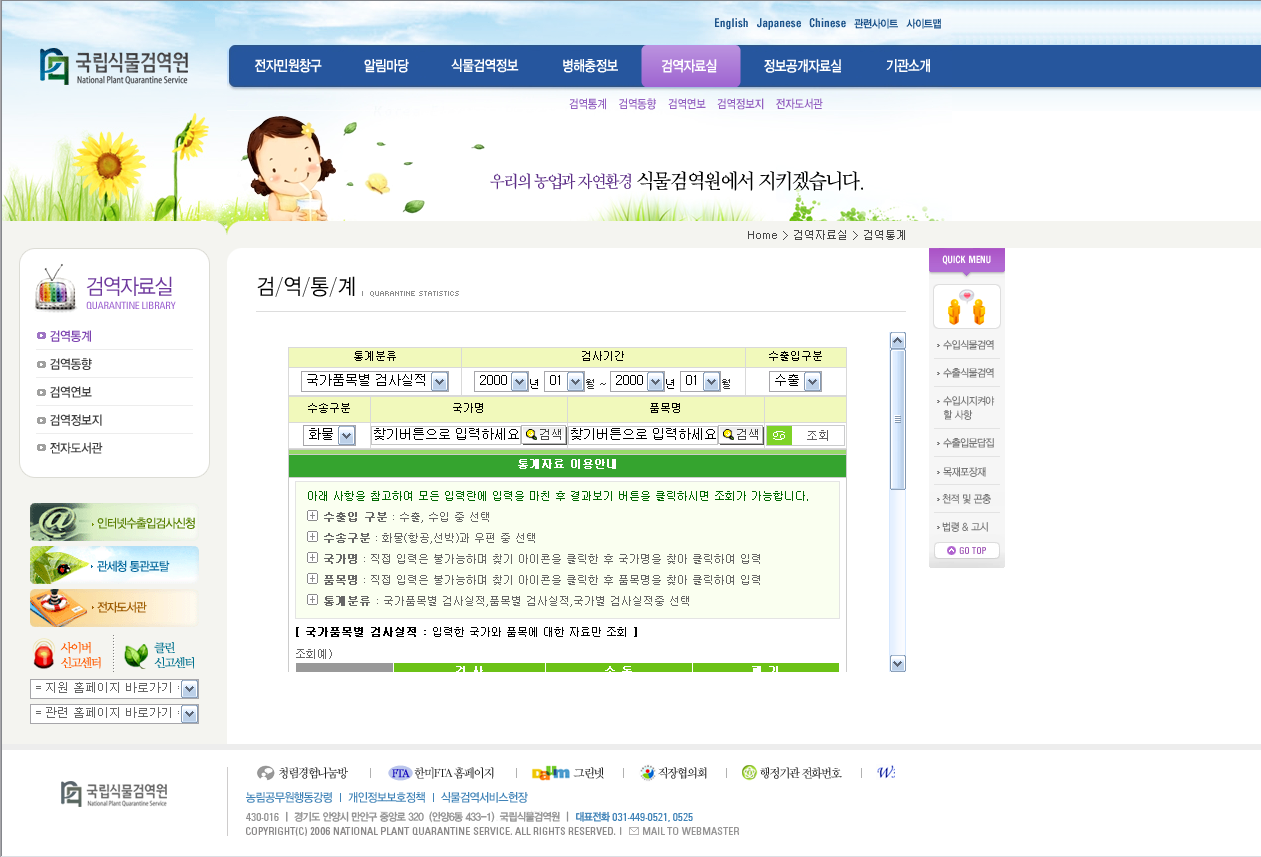 English Japanese Chinese 관련사이트 사이트맵
국립식물검역원
National Plant Quarantine Service
전자민원창구 알림마당 식물검역정보 병해충정보 검역자료실 정보공개자료실 기관소개
검역통계 검역동향 검역연보 검역정보지 전자도서관
우리의 농업과 자연환경 식물검역원에서 지키겠습니다.
Home > 검역자료실 > 검역통계
검역자료실
QUARANTINE LIBRARY
검역통계
검역동향
검역연보
검역정보지
전자도서관
인터넷수출입검사신청
관세청 통관포탈
전자도서관
사이버 신고센터
클린 신고센터
= 지원 홈페이지 바로가기 =
= 관련 홈페이지 바로가기 =
검/역/통/계 | QUARANTINE STATISTICS
통계분류 검사기간 수출입구분
국가품목별 검사실적 2000 년 01 월 ~ 2000 년 01 월 수출
수송구분 국가명 품목명
화물 찾기버튼으로 입력하세요 검색 찾기버튼으로 입력하세요 검색 조회
통계자료 이용안내
아래 사항을 참고하여 모든 입력란에 입력을 마친 후 결과보기 버튼을 클릭하시면 조회가 가능합니다.
수출입 구분 : 수출, 수입 중 선택
수송구분 : 화물(항공,선박)과 우편 중 선택
국가명 : 직접 입력은 불가능하며 찾기 아이콘을 클릭한 후 국가명을 찾아 클릭하여 입력
품목명 : 직접 입력은 불가능하며 찾기 아이콘을 클릭한 후 품목명을 찾아 클릭하여 입력
통계분류 : 국가품목별 검사실적,품목별 검사실적,국가별 검사실적중 선택
[ 국가품목별 검사실적 : 입력한 국가와 품목에 대한 자료만 조회 ]
조회예)
검 사 소 독 폐 기
QUICK MENU
수입식물검역
수출식물검역
수입시지켜야
할 사항
수출입문답집
목재포장재
천적 및 곤충
법령 & 고시
GO TOP
국립식물검역원
National Plant Quarantine Service
청렴경험나눔방 | FTA 한미FTA 홈페이지 | Daum 그린넷 | 직장협의회 | 행정기관 전화번호 | W
농림공무원행동강령 | 개인정보보호정책 | 식물검역서비스헌장
430-016 | 경기도 안양시 만안구 중앙로 320 (안양6동 433-1) 국립식물검역원 | 대표전화 031-449-0521, 0525
COPYRIGHT(C) 2006 NATIONAL PLANT QUARANTINE SERVICE. ALL RIGHTS RESERVED. | MAIL TO WEBMASTER